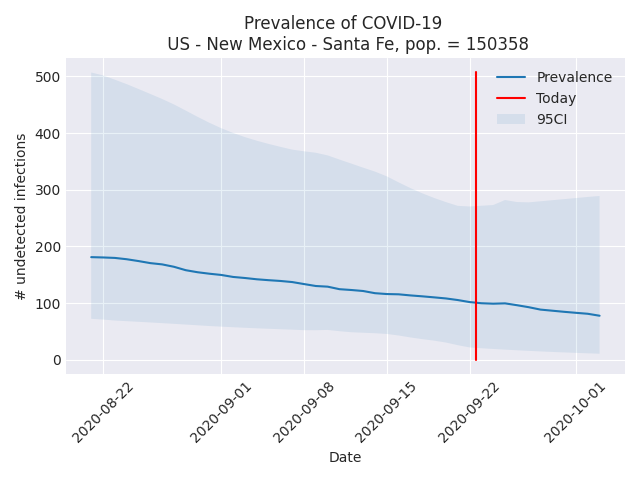 Prevalence of COVID-19
US - New Mexico - Santa Fe, pop. = 150358
Prevalence
Today
95CI
500
400
300
200
100
0
# undetected infections
2020-08-22
2020-09-01
2020-09-08
2020-09-15
2020-09-22
2020-10-01
Date